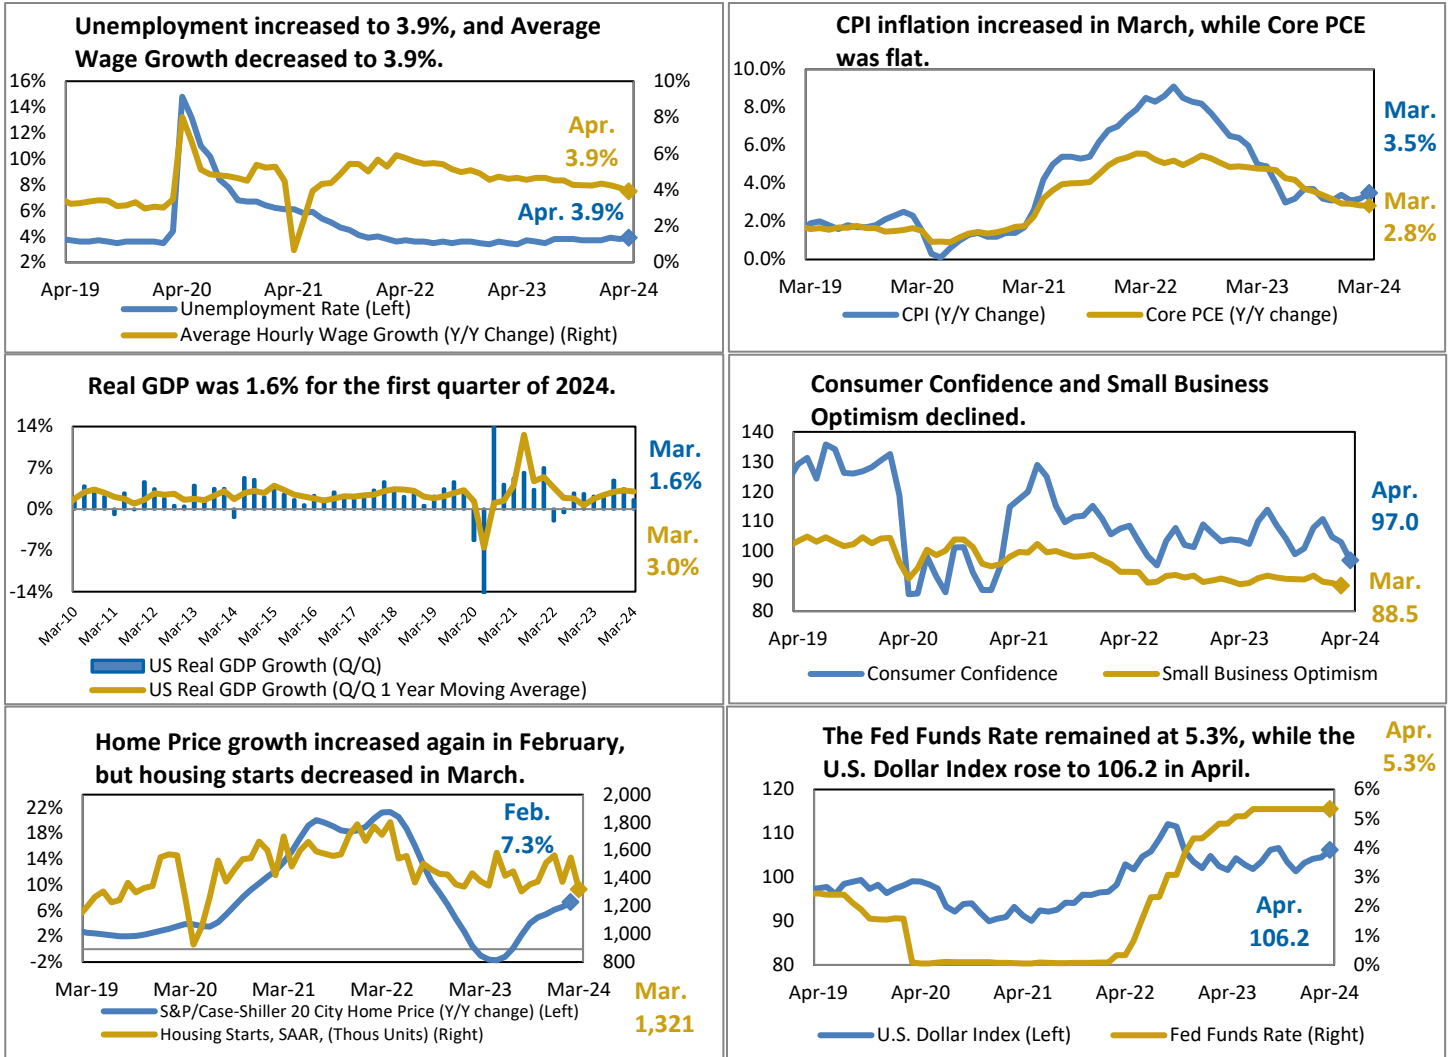 Unemployment increased to 3.9%, and Average
Wage Growth decreased to 3.9%.
16%
14%
12%
10%
8%
6%
4%
2%
10%
8%
6%
4%
2%
0%
Apr.
3.9%
Apr. 3.9%
Apr-19
Apr-20
Apr-21
Apr-22
Apr-23
Apr-24
Unemployment Rate (Left)
Average Hourly Wage Growth (Y/Y Change) (Right)
CPI inflation increased in March, while Core PCE
was flat.
10.0%
8.0%
6.0%
4.0%
2.0%
0.0%
Mar.
3.5%
Mar.
2.8%
Mar-19
Mar-20
Mar-21
Mar-22
Mar-23
Mar-24
CPI (Y/Y Change)
Core PCE (Y/Y change)
Real GDP was 1.6% for the first quarter of 2024.
14%
7%
0%
-7%
-14%
Mar.
1.6%
Mar.
3.0%
Mar-10
Mar-11
Mar-12
Mar-13
Mar-14
Mar-15
Mar-16
Mar-17
Mar-18
Mar-19
Mar-20
Mar-21
Mar-22
Mar-23
Mar-24
US Real GDP Growth (Q/Q)
US Real GDP Growth (Q/Q 1 Year Moving Average)
Consumer Confidence and Small Business
Optimism declined.
140
130
120
110
100
90
80
Apr.
97.0
Mar.
88.5
Apr-19
Apr-20
Apr-21
Apr-22
Apr-23
Apr-24
Consumer Confidence
Small Business Optimism
Home Price growth increased again in February,
but housing starts decreased in March.
22%
18%
14%
10%
6%
2%
-2%
2,000
1,800
1,600
1,400
1,200
1,000
800
Feb.
7.3%
Mar-19
Mar-20
Mar-21
Mar-22
Mar-23
Mar-24
Mar.
1,321
S&P/Case-Shiller 20 City Home Price (Y/Y change) (Left)
Housing Starts, SAAR, (Thous Units) (Right)
The Fed Funds Rate remained at 5.3%, while the
U.S. Dollar Index rose to 106.2 in April.
Apr.
5.3%
120
110
100
90
80
6%
5%
4%
3%
2%
1%
0%
Apr.
106.2
Apr-19
Apr-20
Apr-21
Apr-22
Apr-23
Apr-24
U.S. Dollar Index (Left)
Fed Funds Rate (Right)